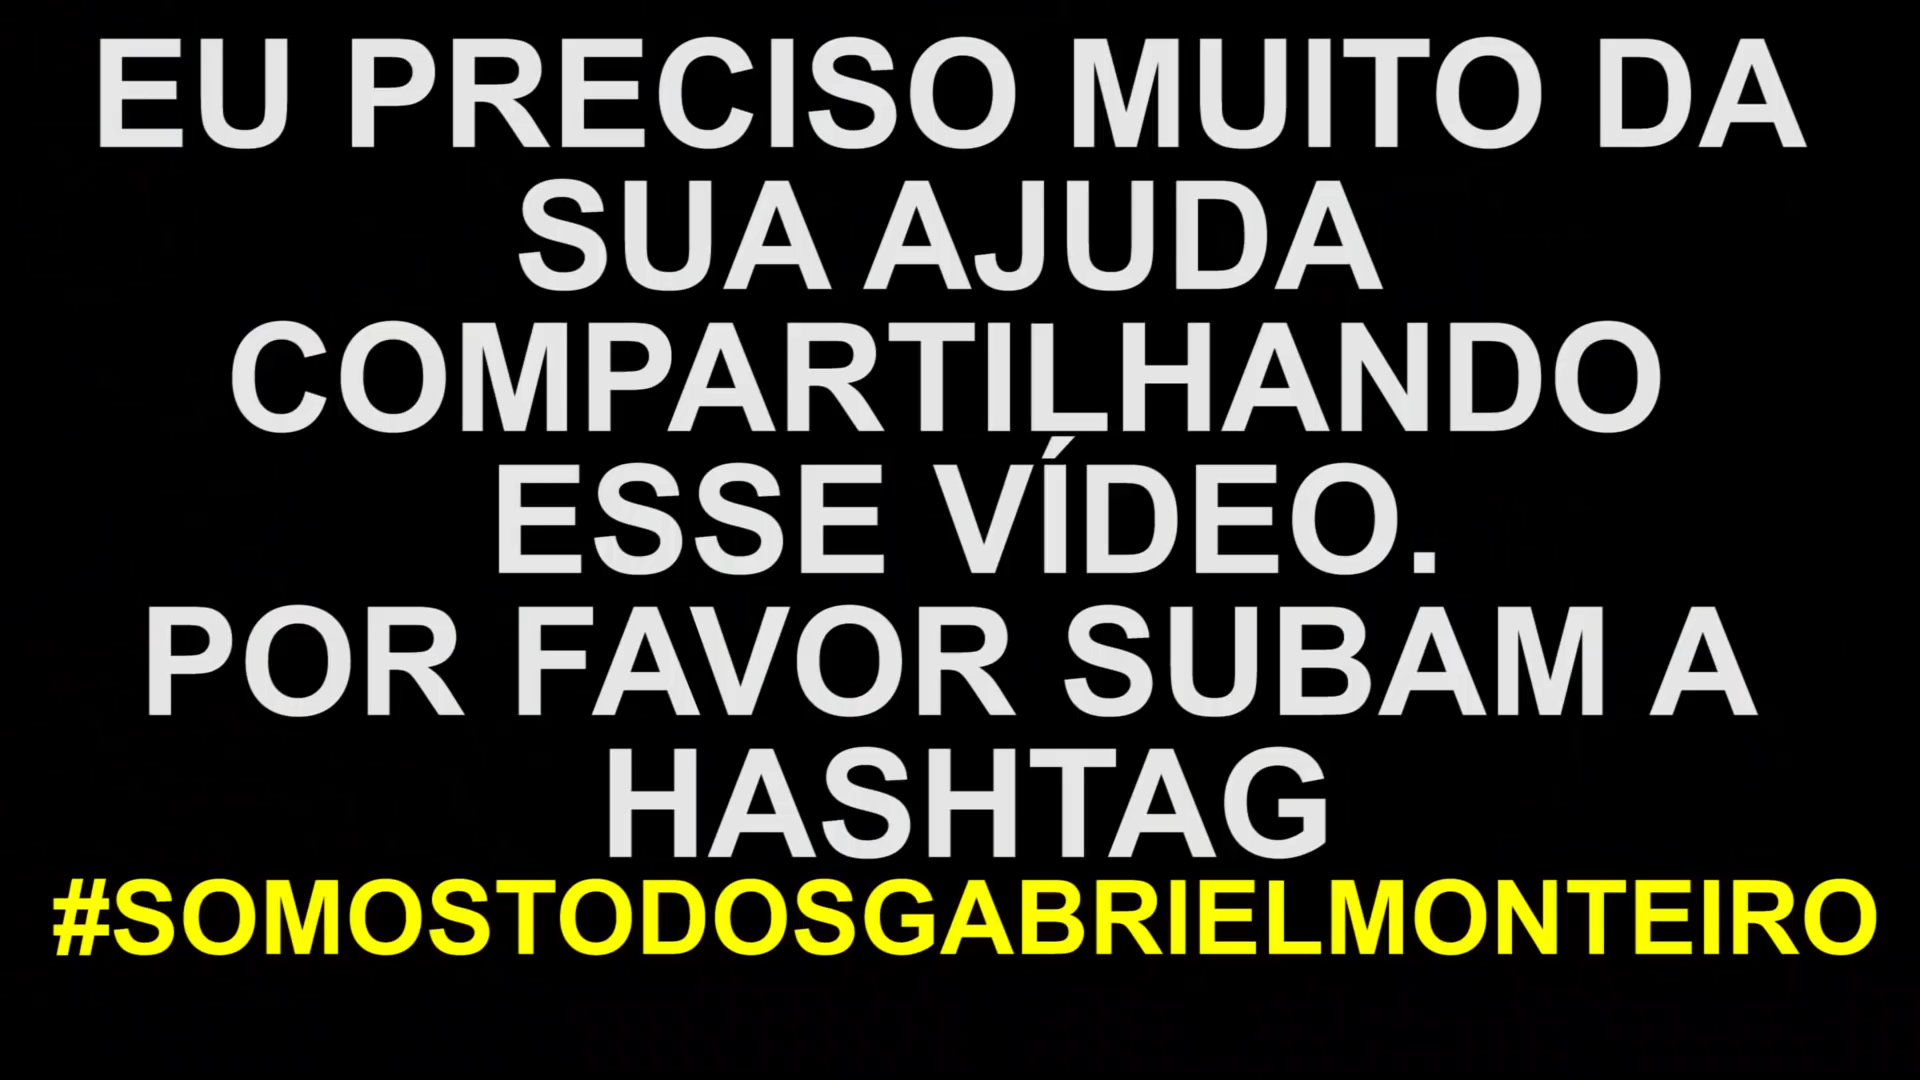 EU PRECISO MUITO DA
SUA AJUDA
COMPARTILHANDO
ESSE VÍDEO.
POR FAVOR SUBAM A
HASHTAG
#SOMOSTODOSGABRIELMONTEIRO